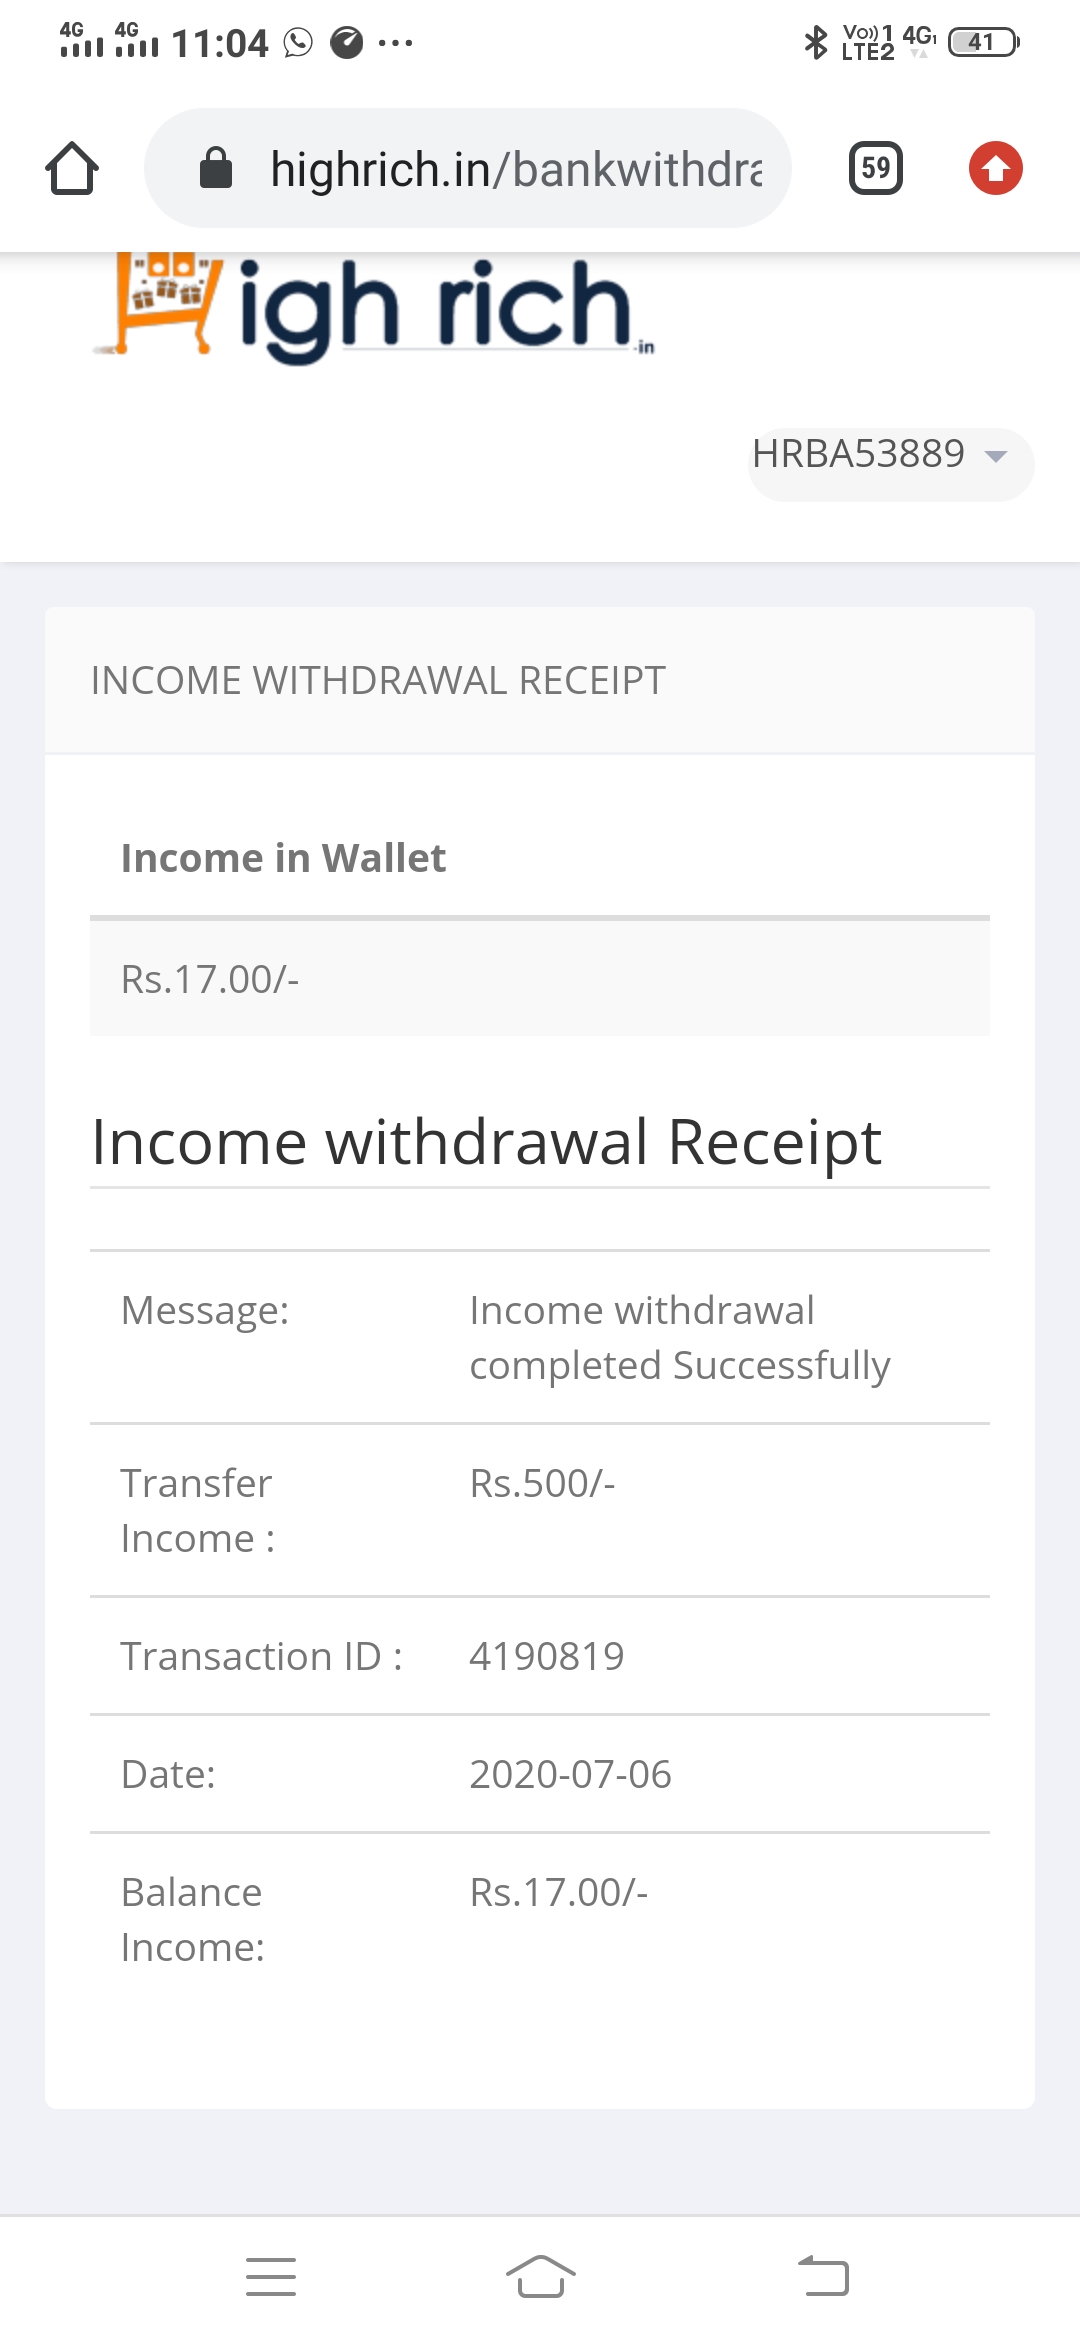 4G 4G 11:04 ... Vo)) 1 LTE2 4G1 41
highrich.in/bankwithdra 59
igh rich .in
HRBA53889
INCOME WITHDRAWAL RECEIPT
Income in Wallet
Rs.17.00/-
Income withdrawal Receipt
Message: Income withdrawal
completed Successfully
Transfer Rs.500/-
Income :
Transaction ID : 4190819
Date: 2020-07-06
Balance Rs.17.00/-
Income: